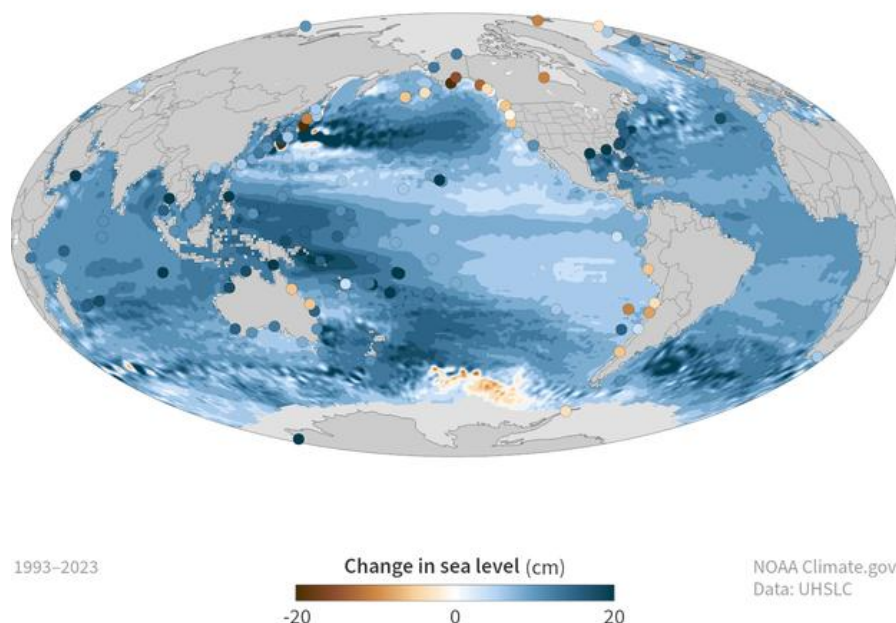 1993–2023
Change in sea level (cm)
-20 0 20
NOAA Climate.gov
Data: UHSLC